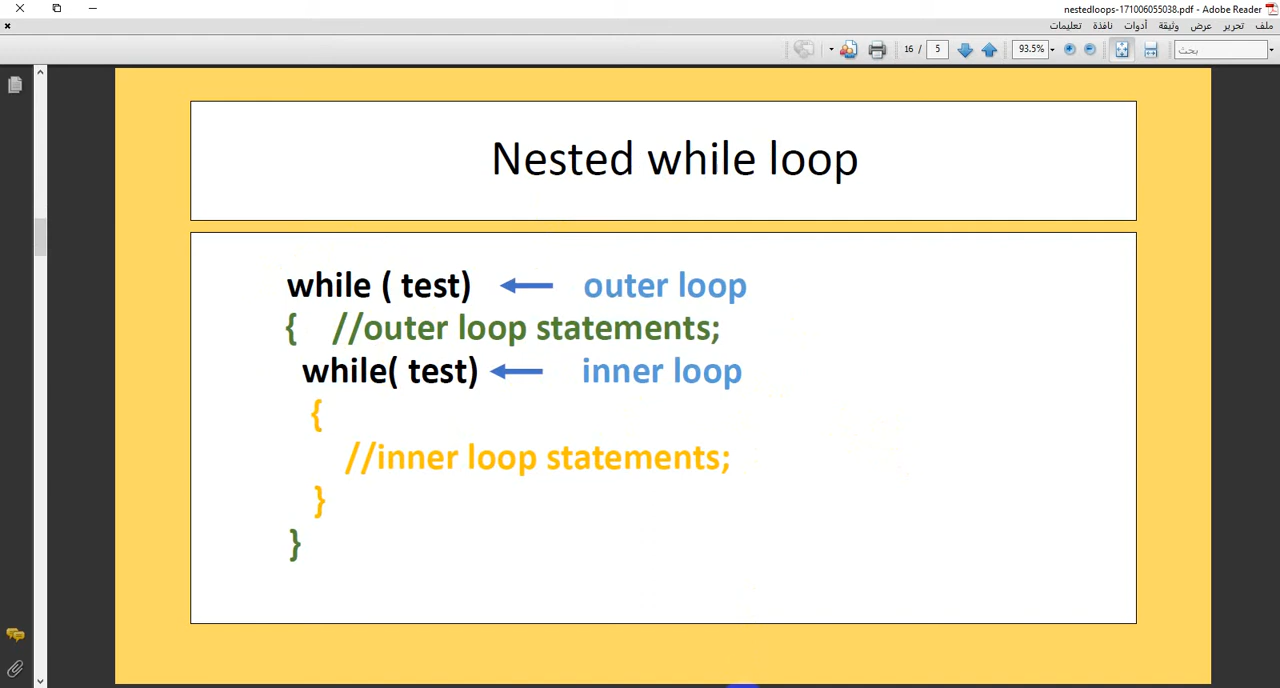 nestedloops-171006055038.pdf - Adobe Reader
ملف تحرير عرض وثيقة أدوات نافذة تعليمات
16 / 5 93.5% بحث
Nested while loop
while ( test) outer loop
{ //outer loop statements;
while( test) inner loop
{
//inner loop statements;
}
}